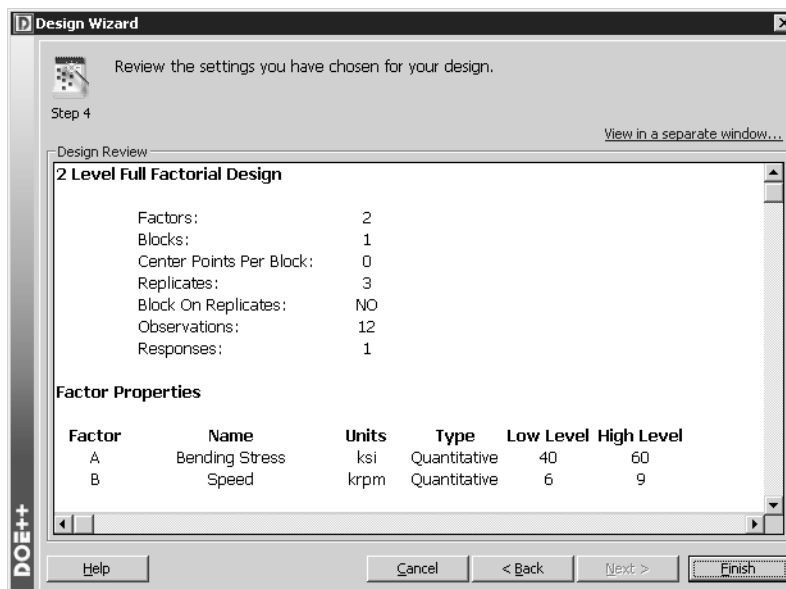 Design Wizard
Review the settings you have chosen for your design.
Step 4
View in a separate window...
Design Review
2 Level Full Factorial Design
Factors: 2
Blocks: 1
Center Points Per Block: 0
Replicates: 3
Block On Replicates: NO
Observations: 12
Responses: 1
Factor Properties
Factor Name Units Type Low Level High Level
A Bending Stress ksi Quantitative 40 60
B Speed krpm Quantitative 6 9
DOE++
Help Cancel < Back Next > Finish